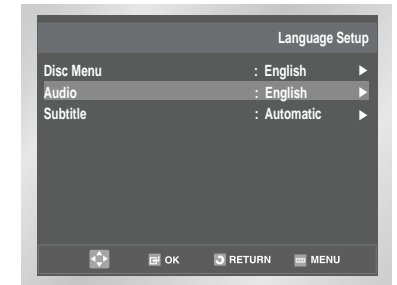 Language Setup
Disc Menu : English ▶
Audio : English ▶
Subtitle : Automatic ▶
OK RETURN MENU